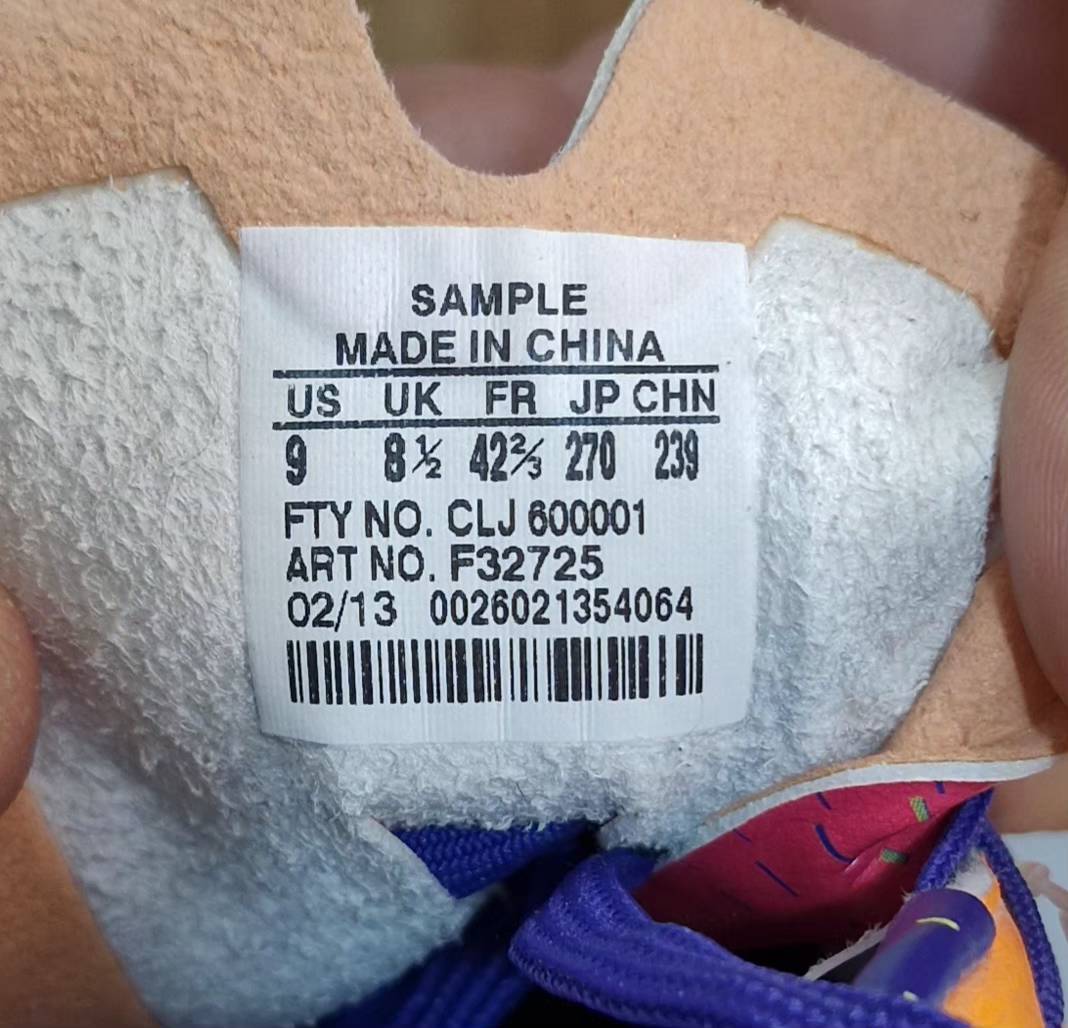 SAMPLE
MADE IN CHINA
US UK FR JP CHN
9 8½ 42⅔ 270 239
FTY NO. CLJ 600001
ART NO. F32725
02/13 0026021354064